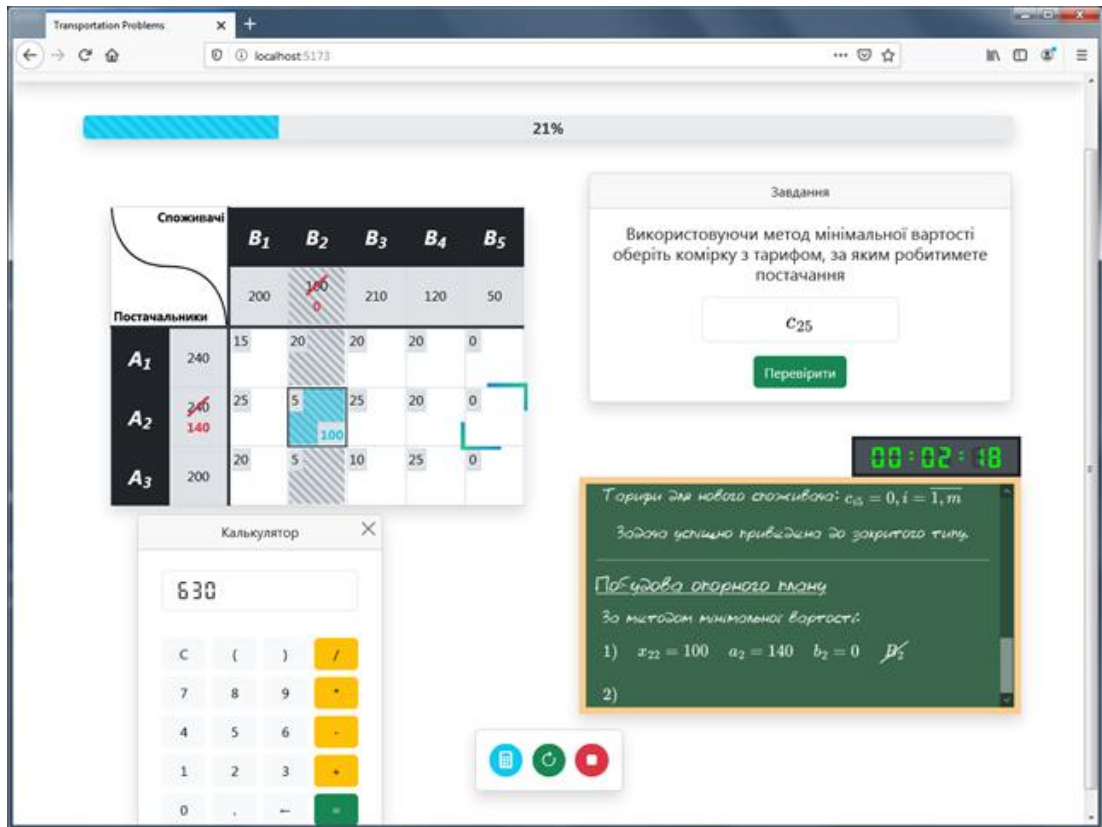 Transportation Problems
localhost:5173
21%
Споживачі
Постачальники
B1 B2 B3 B4 B5
200 100 0 210 120 50
A1 240 15 20 20 20 0
A2 240 140 25 5 100 25 20 0
A3 200 20 5 10 25 0
Завдання
Використовуючи метод мінімальної вартості
оберіть комірку з тарифом, за яким робитимете
постачання
c25
Перевірити
00:02:18
Тарифи для нового споживача: ci5 = 0, i = 1, m
Задача успішно приведена до закритого типу.
Побудова опорного плану
За методом мінімальної вартості:
1) x22 = 100 a2 = 140 b2 = 0 B2
2)
Калькулятор
630
C ( ) /
7 8 9 *
4 5 6 -
1 2 3 +
0 . ← =